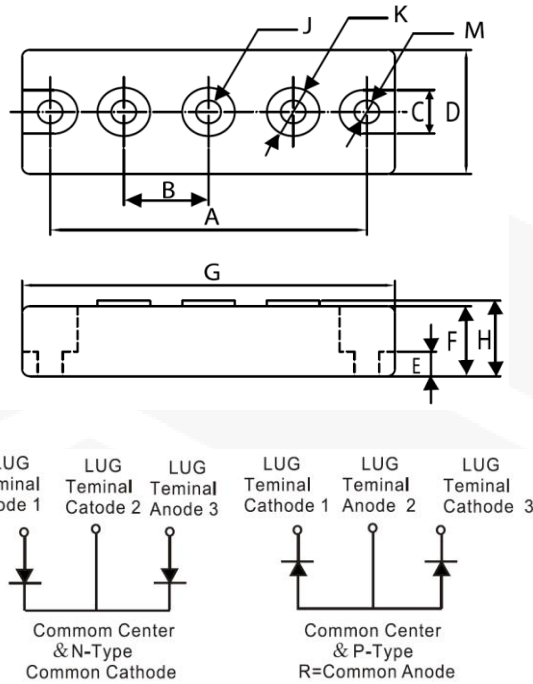 J
K
M
C
D
B
A
G
F
H
E
LUG LUG LUG LUG
Teminal Teminal Teminal Teminal Teminal
Catode 2 Anode 3 Cathode 1 Anode 2 Cathode 3
LUG
Commom Center Common Center
& N-Type & P-Type
Common Cathode R=Common Anode